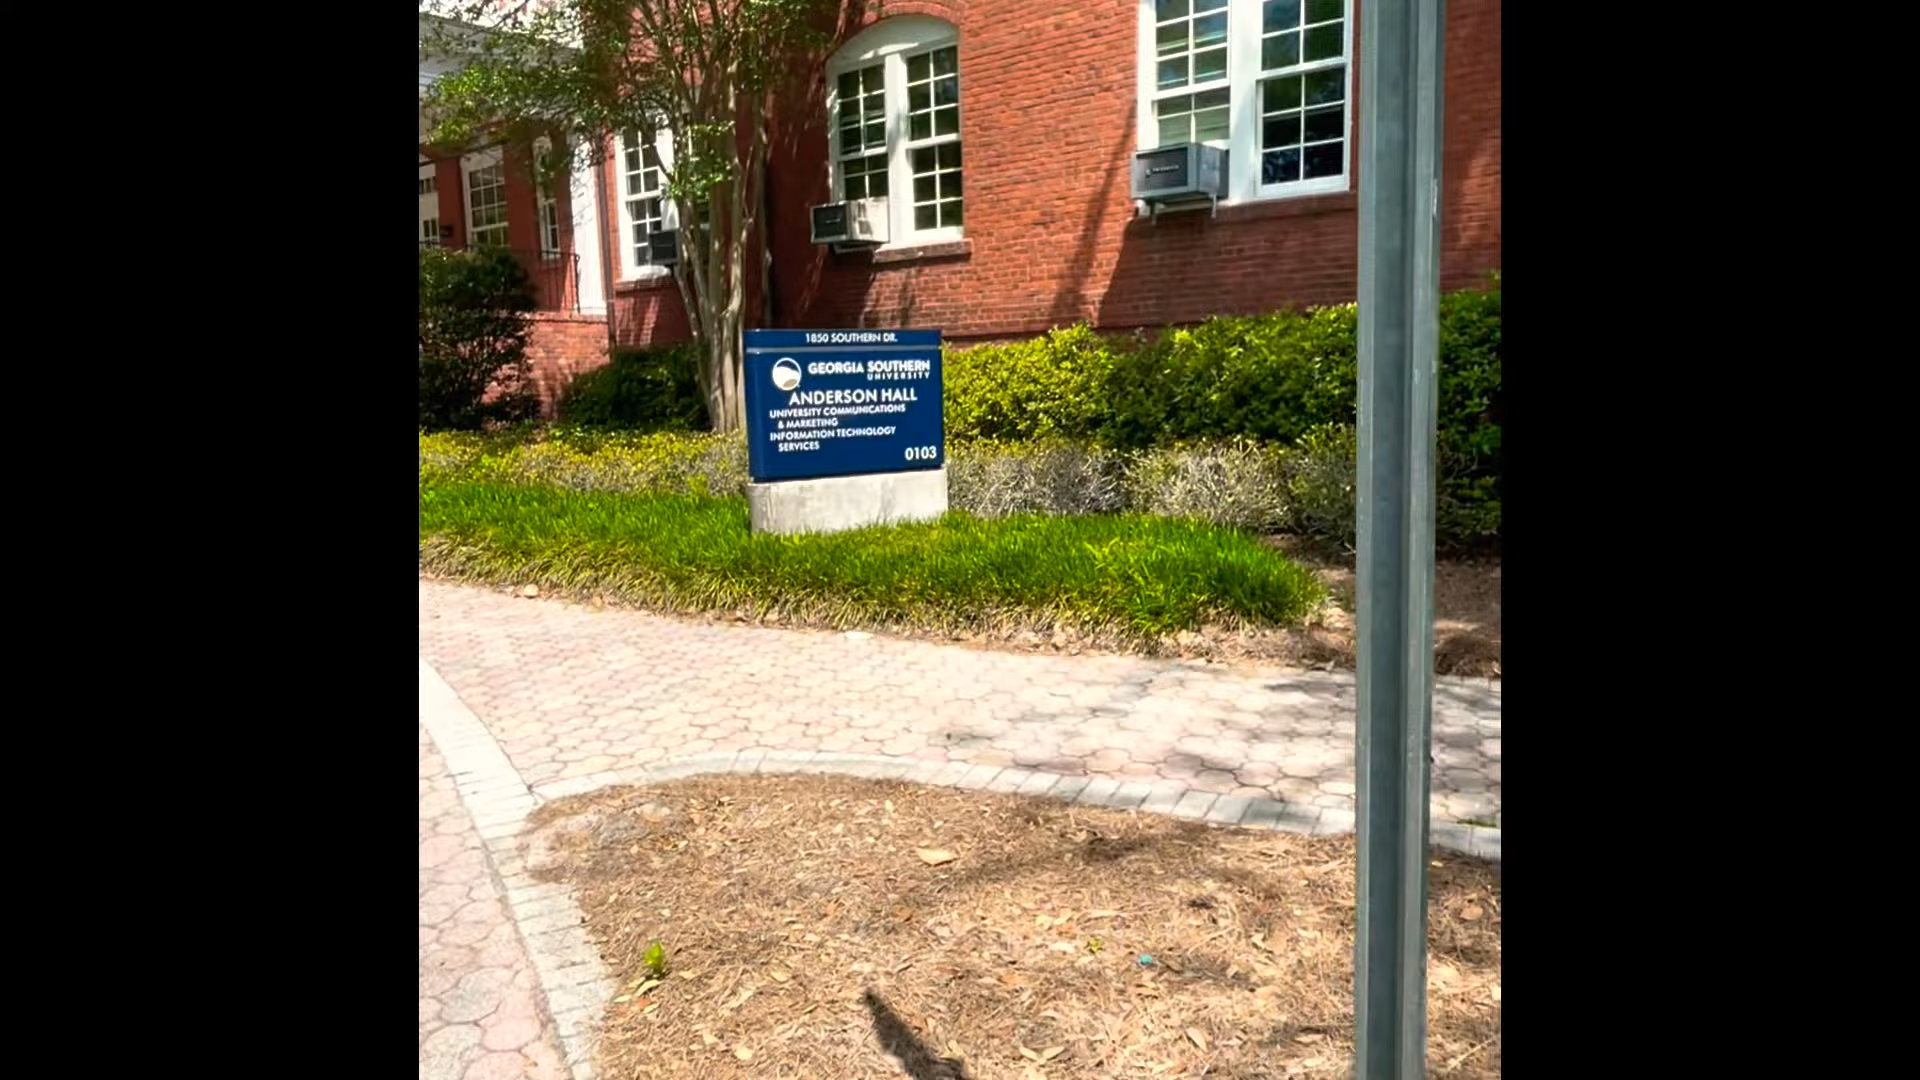 1850 SOUTHERN DR.
GEORGIA SOUTHERN
UNIVERSITY
ANDERSON HALL
UNIVERSITY COMMUNICATIONS
& MARKETING
INFORMATION TECHNOLOGY
SERVICES
0103